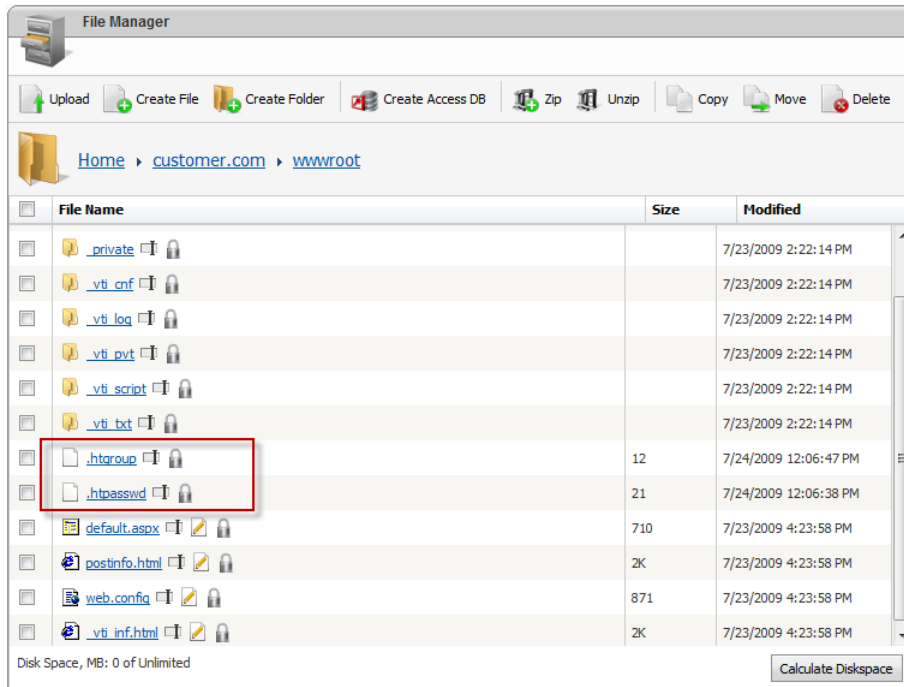 File Manager
Upload Create File Create Folder Create Access DB Zip Unzip Copy Move Delete
Home customer.com wwwroot
File Name Size Modified
_private 7/23/2009 2:22:14 PM
_vti_cnf 7/23/2009 2:22:14 PM
_vti_log 7/23/2009 2:22:14 PM
_vti_pvt 7/23/2009 2:22:14 PM
_vti_script 7/23/2009 2:22:14 PM
_vti_txt 7/23/2009 2:22:14 PM
.htgroup 12 7/24/2009 12:06:47 PM
.htpasswd 21 7/24/2009 12:06:38 PM
default.aspx 710 7/23/2009 4:23:58 PM
postinfo.html 2K 7/23/2009 4:23:58 PM
web.config 871 7/23/2009 4:23:58 PM
_vti_inf.html 2K 7/23/2009 4:23:58 PM
Disk Space, MB: 0 of Unlimited Calculate Diskspace